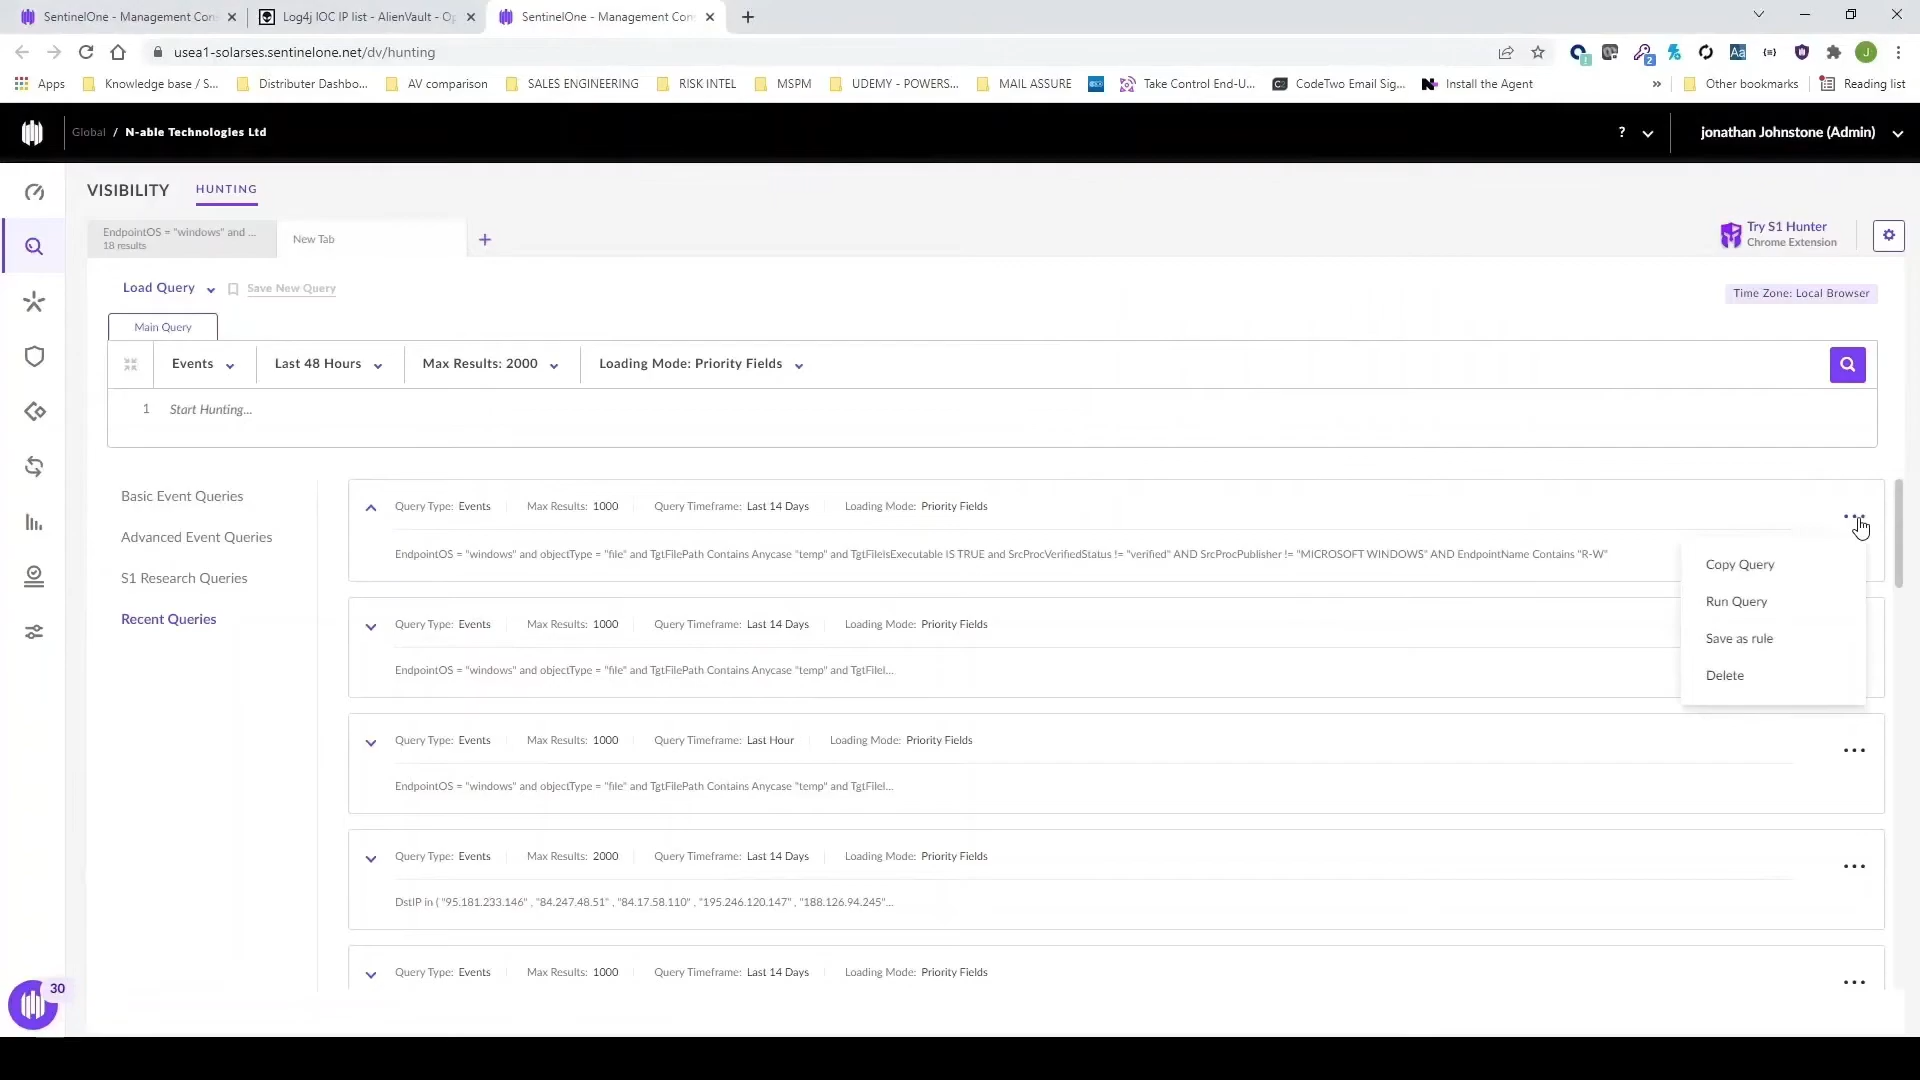 SentinelOne - Management Con
Log4j IOC IP list - AlienVault - Op
SentinelOne - Management Con
usea1-solarses.sentinelone.net/dv/hunting
Apps
Knowledge base / S...
Distributer Dashbo...
AV comparison
SALES ENGINEERING
RISK INTEL
MSPM
UDEMY - POWERS...
MAIL ASSURE
Take Control End-U...
CodeTwo Email Sig...
Install the Agent
»
Other bookmarks
Reading list
Global / N-able Technologies Ltd
?
jonathan Johnstone (Admin)
VISIBILITY
HUNTING
EndpointOS = "windows" and ...
18 results
New Tab
+
Try S1 Hunter
Chrome Extension
Load Query
Save New Query
Time Zone: Local Browser
Main Query
Events
Last 48 Hours
Max Results: 2000
Loading Mode: Priority Fields
1 Start Hunting...
Basic Event Queries
Advanced Event Queries
S1 Research Queries
Recent Queries
Query Type: Events Max Results: 1000 Query Timeframe: Last 14 Days Loading Mode: Priority Fields
EndpointOS = "windows" and objectType = "file" and TgtFilePath Contains Anycase "temp" and TgtFileIsExecutable IS TRUE and SrcProcVerifiedStatus != "verified" AND SrcProcPublisher != "MICROSOFT WINDOWS" AND EndpointName Contains "R-W"
Copy Query
Run Query
Save as rule
Delete
Query Type: Events Max Results: 1000 Query Timeframe: Last 14 Days Loading Mode: Priority Fields
EndpointOS = "windows" and objectType = "file" and TgtFilePath Contains Anycase "temp" and TgtFileI...
Query Type: Events Max Results: 1000 Query Timeframe: Last Hour Loading Mode: Priority Fields
EndpointOS = "windows" and objectType = "file" and TgtFilePath Contains Anycase "temp" and TgtFileI...
Query Type: Events Max Results: 2000 Query Timeframe: Last 14 Days Loading Mode: Priority Fields
DstIP in ( "95.181.233.146" , "84.247.48.51" , "84.17.58.110" , "195.246.120.147" , "188.126.94.245"...
Query Type: Events Max Results: 1000 Query Timeframe: Last 14 Days Loading Mode: Priority Fields
30